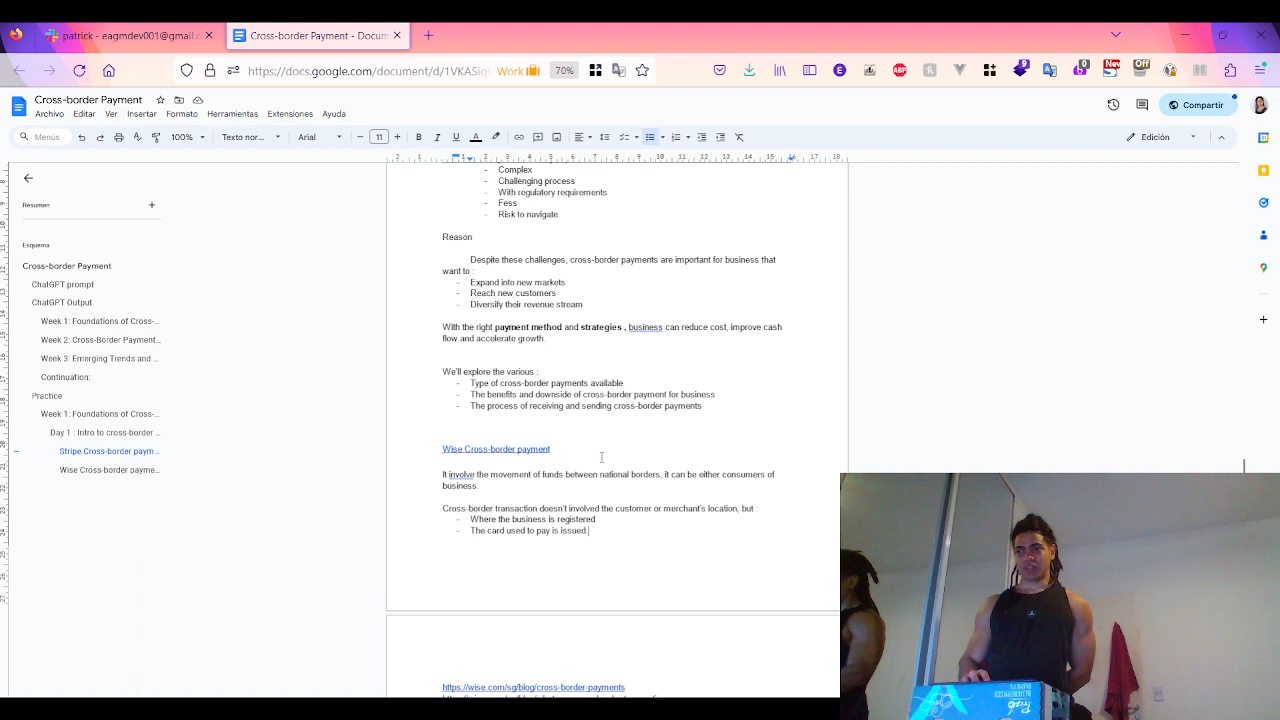 patrick - eaqmdev001@gmail.c
Cross-border Payment - Docum
https://docs.google.com/document/d/1VKA5iq
Work
70%
Cross-border Payment
Archivo Editar Ver Insertar Formato Herramientas Extensiones Ayuda
Compartir
Menús
100%
Texto nor...
Arial
11
Edición
Resumen
Esquema
Cross-border Payment
ChatGPT prompt
ChatGPT Output
Week 1: Foundations of Cross-...
Week 2: Cross-Border Payment...
Week 3: Emerging Trends and ...
Continuation:
Practice
Week 1: Foundations of Cross-...
Day 1 : Intro to cross-border ...
Stripe Cross-border paym...
Wise Cross-border payme...
- Complex
- Challenging process
- With regulatory requirements
- Fess
- Risk to navigate
Reason
Despite these challenges, cross-border payments are important for business that
want to :
- Expand into new markets
- Reach new customers
- Diversify their revenue stream
With the right payment method and strategies , business can reduce cost, improve cash
flow and accelerate growth.
We'll explore the various :
- Type of cross-border payments available
- The benefits and downside of cross-border payment for business
- The process of receiving and sending cross-border payments
Wise Cross-border payment
It involve the movement of funds between national borders, it can be either consumers of
business.
Cross-border transaction doesn't involved the customer or merchant's location, but :
- Where the business is registered
- The card used to pay is issued.
https://wise.com/sg/blog/cross-border-payments